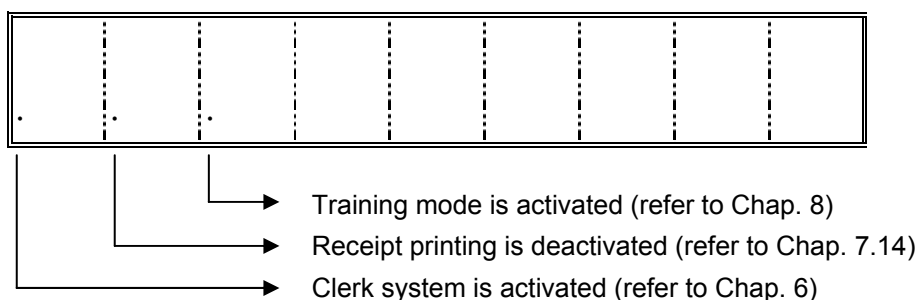 . . .
Training mode is activated (refer to Chap. 8)
Receipt printing is deactivated (refer to Chap. 7.14)
Clerk system is activated (refer to Chap. 6)